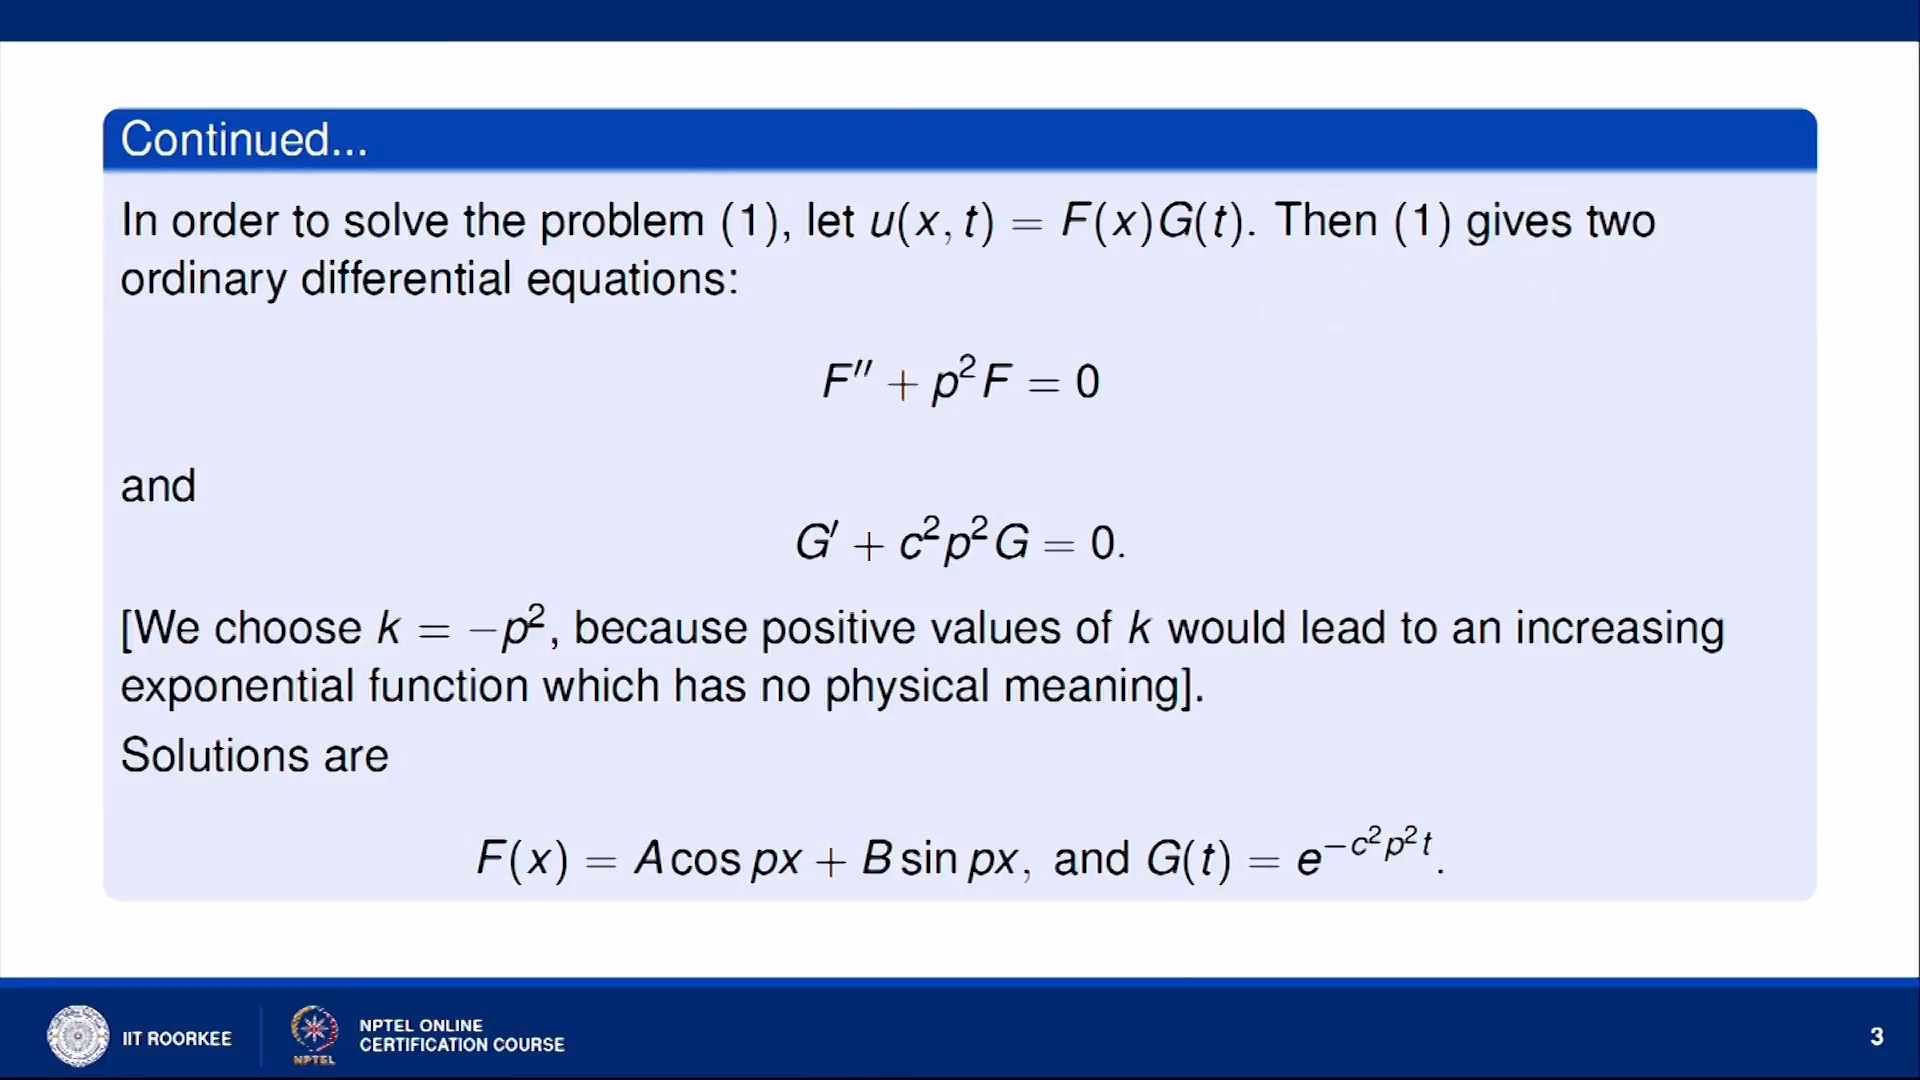 Continued...
In order to solve the problem (1), let u(x, t) = F(x)G(t). Then (1) gives two
ordinary differential equations:
F′′ + p²F = 0
and
G′ + c²p²G = 0.
[We choose k = −p², because positive values of k would lead to an increasing
exponential function which has no physical meaning].
Solutions are
F(x) = A cos px + B sin px, and G(t) = e^{−c²p²t}.
IIT ROORKEE
NPTEL
NPTEL ONLINE
CERTIFICATION COURSE
3